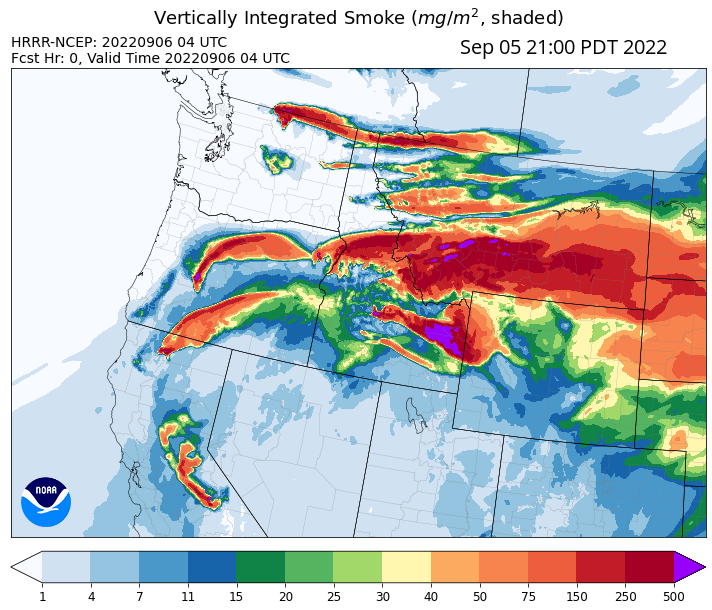 Vertically Integrated Smoke (mg/m², shaded)
HRRR-NCEP: 20220906 04 UTC
Fcst Hr: 0, Valid Time 20220906 04 UTC
Sep 05 21:00 PDT 2022
NOAA
1 4 7 11 15 20 25 30 40 50 75 150 250 500